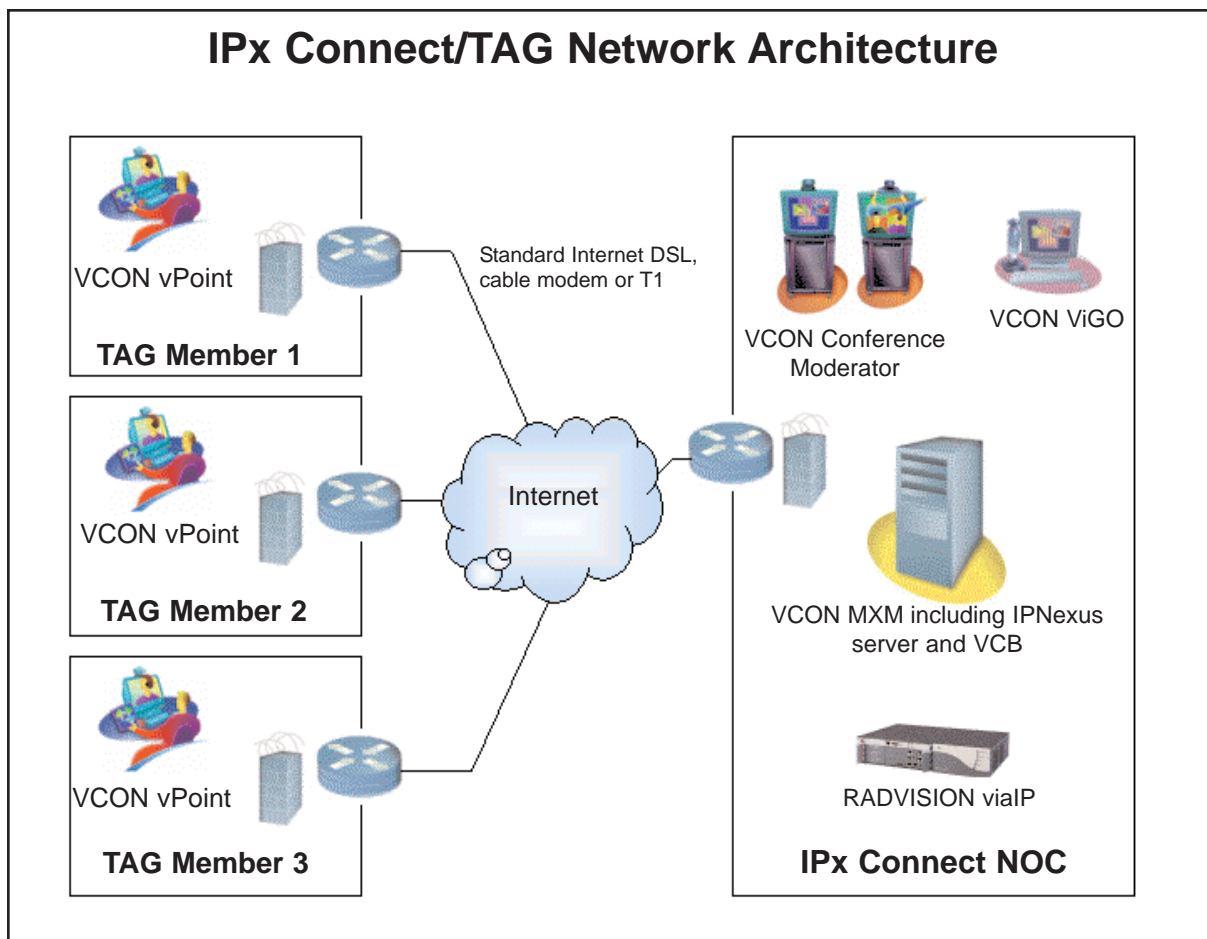 IPx Connect/TAG Network Architecture
VCON vPoint
TAG Member 1
Standard Internet DSL,
cable modem or T1
VCON vPoint
TAG Member 2
VCON vPoint
TAG Member 3
Internet
VCON Conference
Moderator
VCON ViGO
VCON MXM including IPNexus
server and VCB
RADVISION viaIP
IPx Connect NOC